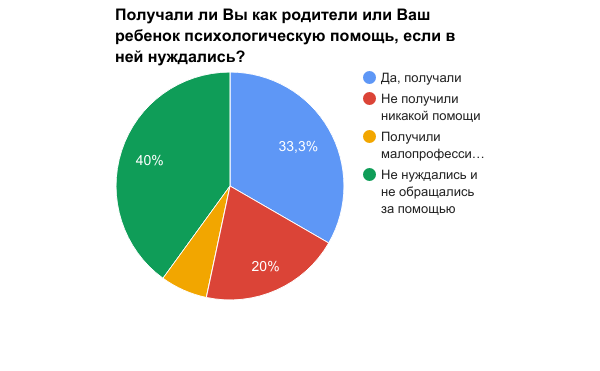 Получали ли Вы как родители или Ваш
ребенок психологическую помощь, если в
ней нуждались?
Да, получали
Не получили
никакой помощи
Получили
малопрофесси…
Не нуждались и
не обращались
за помощью
33,3%
40%
20%